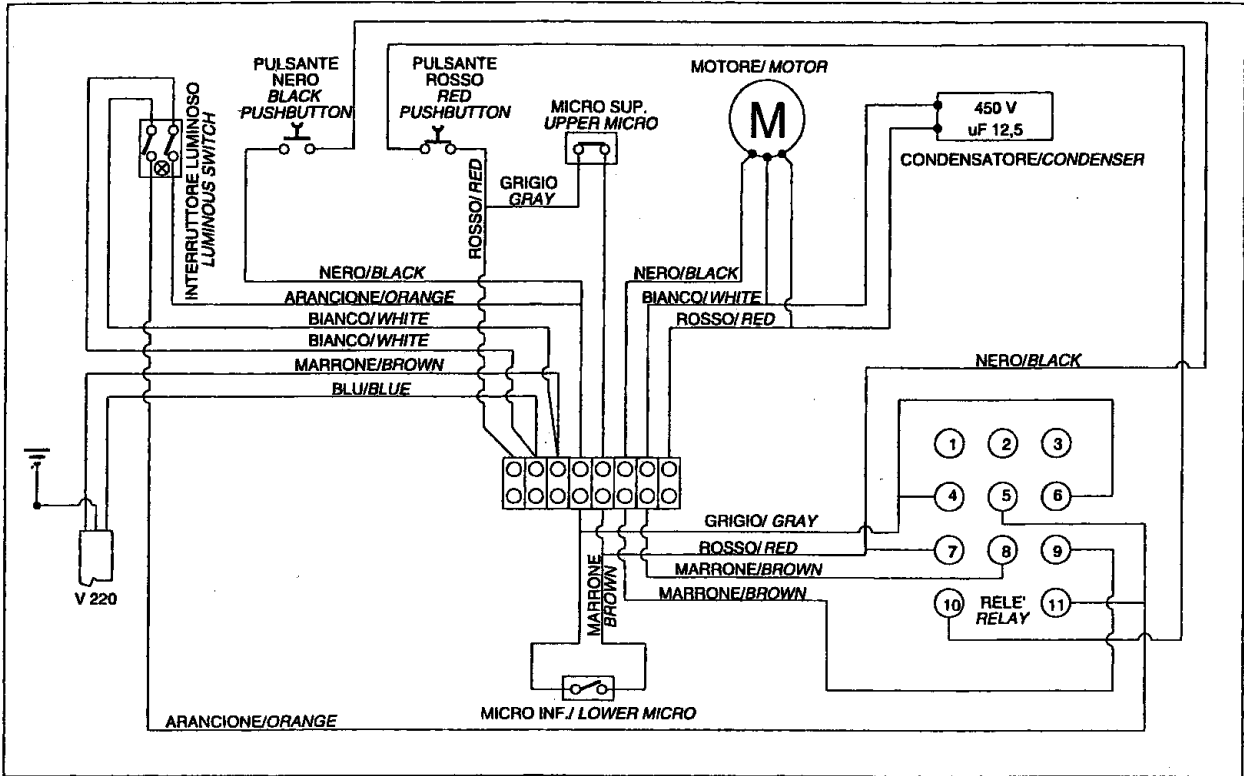 PULSANTE
NERO
BLACK
PUSHBUTTON
PULSANTE
ROSSO
RED
PUSHBUTTON
MICRO SUP.
UPPER MICRO
MOTORE/ MOTOR
M
450 V
uF 12,5
CONDENSATORE/CONDENSER
INTERRUTTORE LUMINOSO
LUMINOUS SWITCH
ROSSO/ RED
GRIGIO
GRAY
NERO/BLACK
ARANCIONE/ORANGE
BIANCO/WHITE
BIANCO/WHITE
MARRONE/BROWN
BLU/BLUE
NERO/BLACK
BIANCO/WHITE
ROSSO/ RED
NERO/BLACK
1 2 3
4 5 6
7 8 9
10 RELE' 11
RELAY
GRIGIO/ GRAY
ROSSO/ RED
MARRONE/BROWN
MARRONE/BROWN
MARRONE
BROWN
V 220
MICRO INF./ LOWER MICRO
ARANCIONE/ORANGE